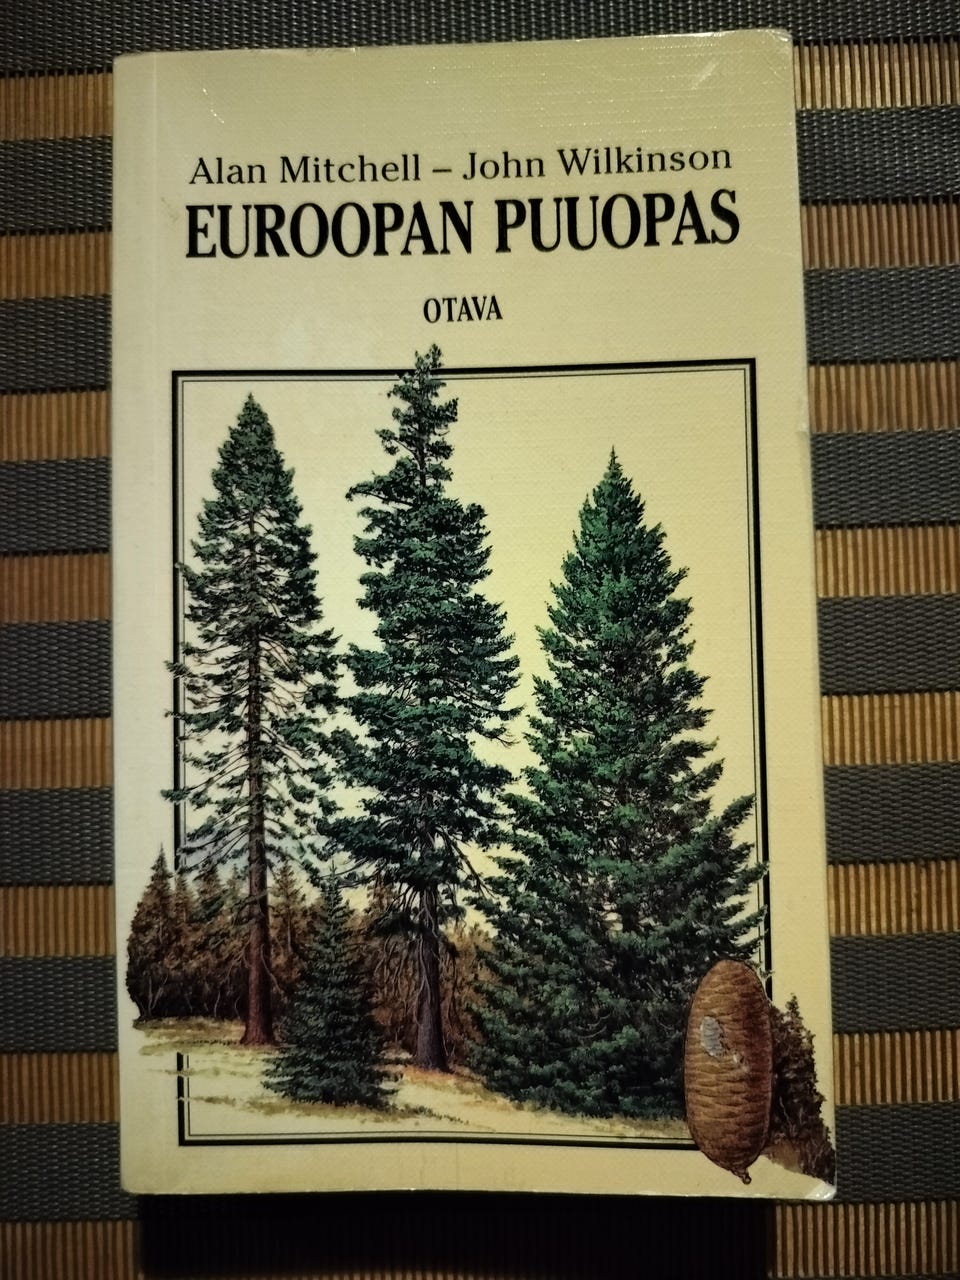 Alan Mitchell – John Wilkinson
EUROOPAN PUUOPAS
OTAVA